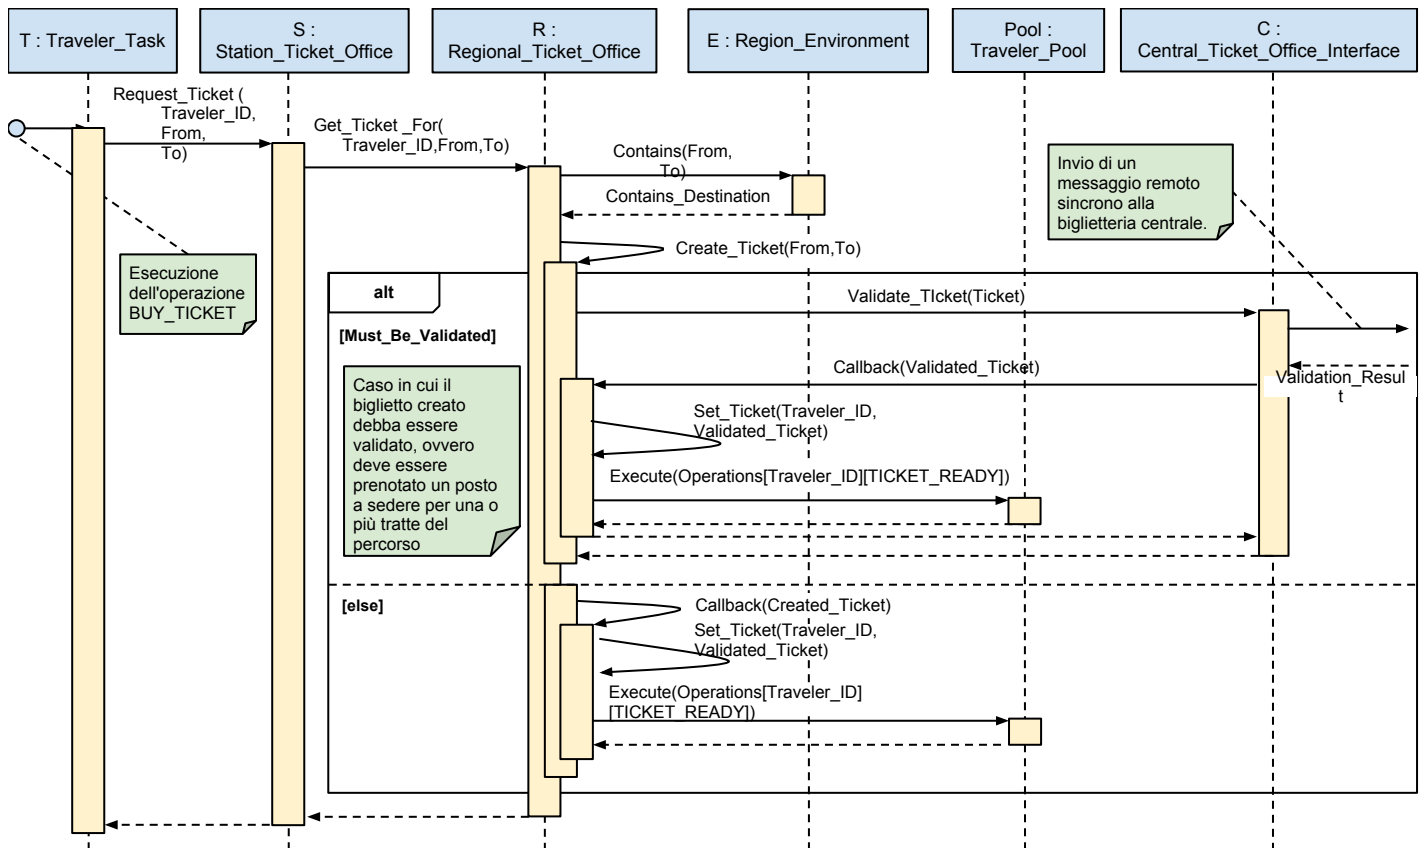 T : Traveler_Task
S :
Station_Ticket_Office
R :
Regional_Ticket_Office
E : Region_Environment
Pool :
Traveler_Pool
C :
Central_Ticket_Office_Interface
Request_Ticket (
Traveler_ID,
From,
To)
Get_Ticket _For(
Traveler_ID,From,To)
Contains(From,
To)
Contains_Destination
Invio di un
messaggio remoto
sincrono alla
biglietteria centrale.
Create_Ticket(From,To)
Esecuzione
dell'operazione
BUY_TICKET
alt
Validate_TIcket(Ticket)
[Must_Be_Validated]
Callback(Validated_Ticket)
Validation_Resul
t
Caso in cui il
biglietto creato
debba essere
validato, ovvero
deve essere
prenotato un posto
a sedere per una o
più tratte del
percorso
Set_Ticket(Traveler_ID,
Validated_Ticket)
Execute(Operations[Traveler_ID][TICKET_READY])
[else]
Callback(Created_Ticket)
Set_Ticket(Traveler_ID,
Validated_Ticket)
Execute(Operations[Traveler_ID]
[TICKET_READY])